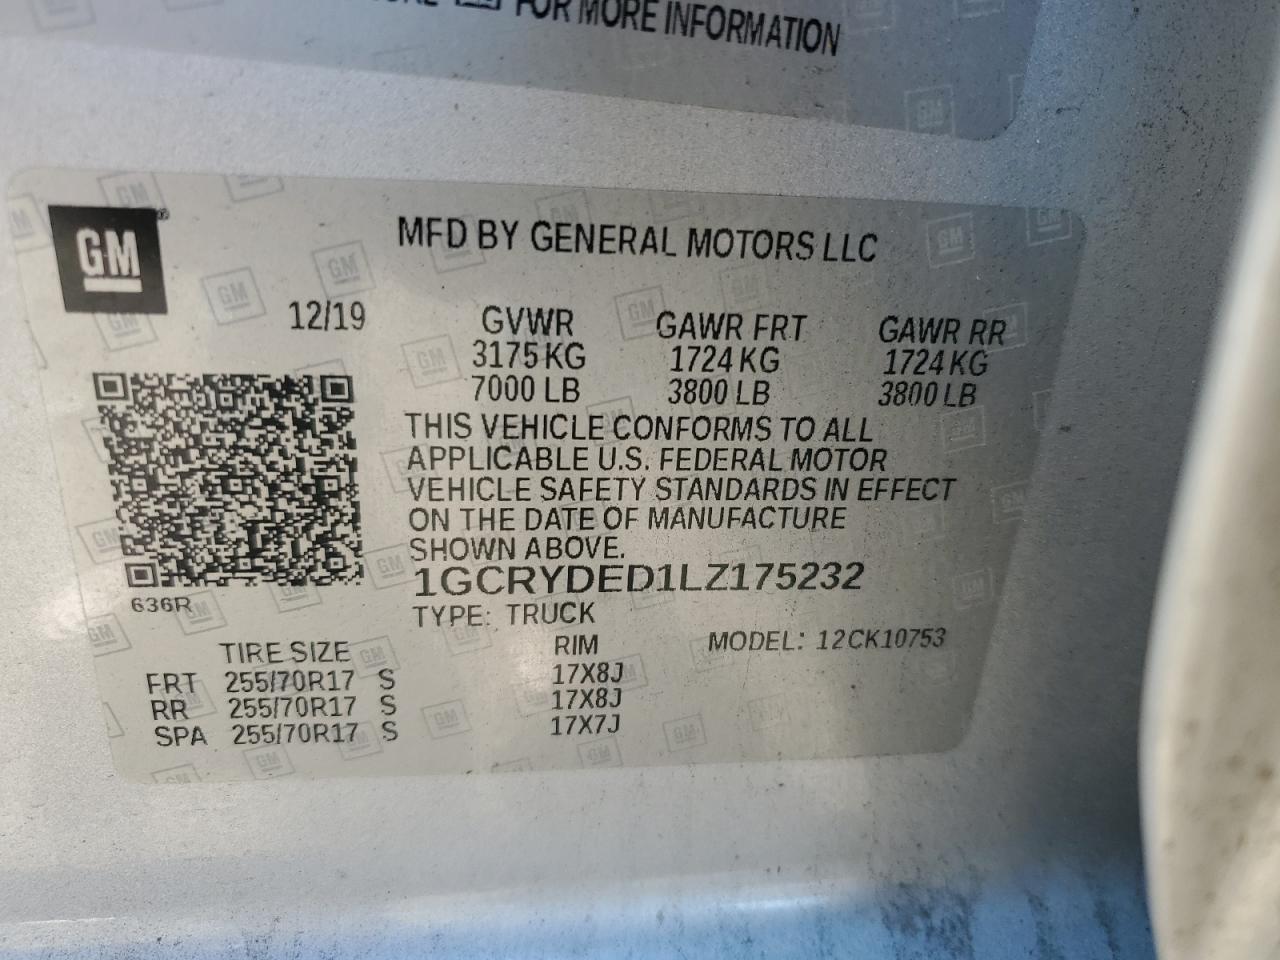 FOR MORE INFORMATION
GM
MFD BY GENERAL MOTORS LLC
12/19
GVWR GAWR FRT GAWR RR
3175 KG 1724 KG 1724 KG
7000 LB 3800 LB 3800 LB
THIS VEHICLE CONFORMS TO ALL
APPLICABLE U.S. FEDERAL MOTOR
VEHICLE SAFETY STANDARDS IN EFFECT
ON THE DATE OF MANUFACTURE
SHOWN ABOVE.
1GCRYDED1LZ175232
636R
TYPE: TRUCK
TIRE SIZE RIM MODEL: 12CK10753
FRT 255/70R17 S 17X8J
RR 255/70R17 S 17X8J
SPA 255/70R17 S 17X7J